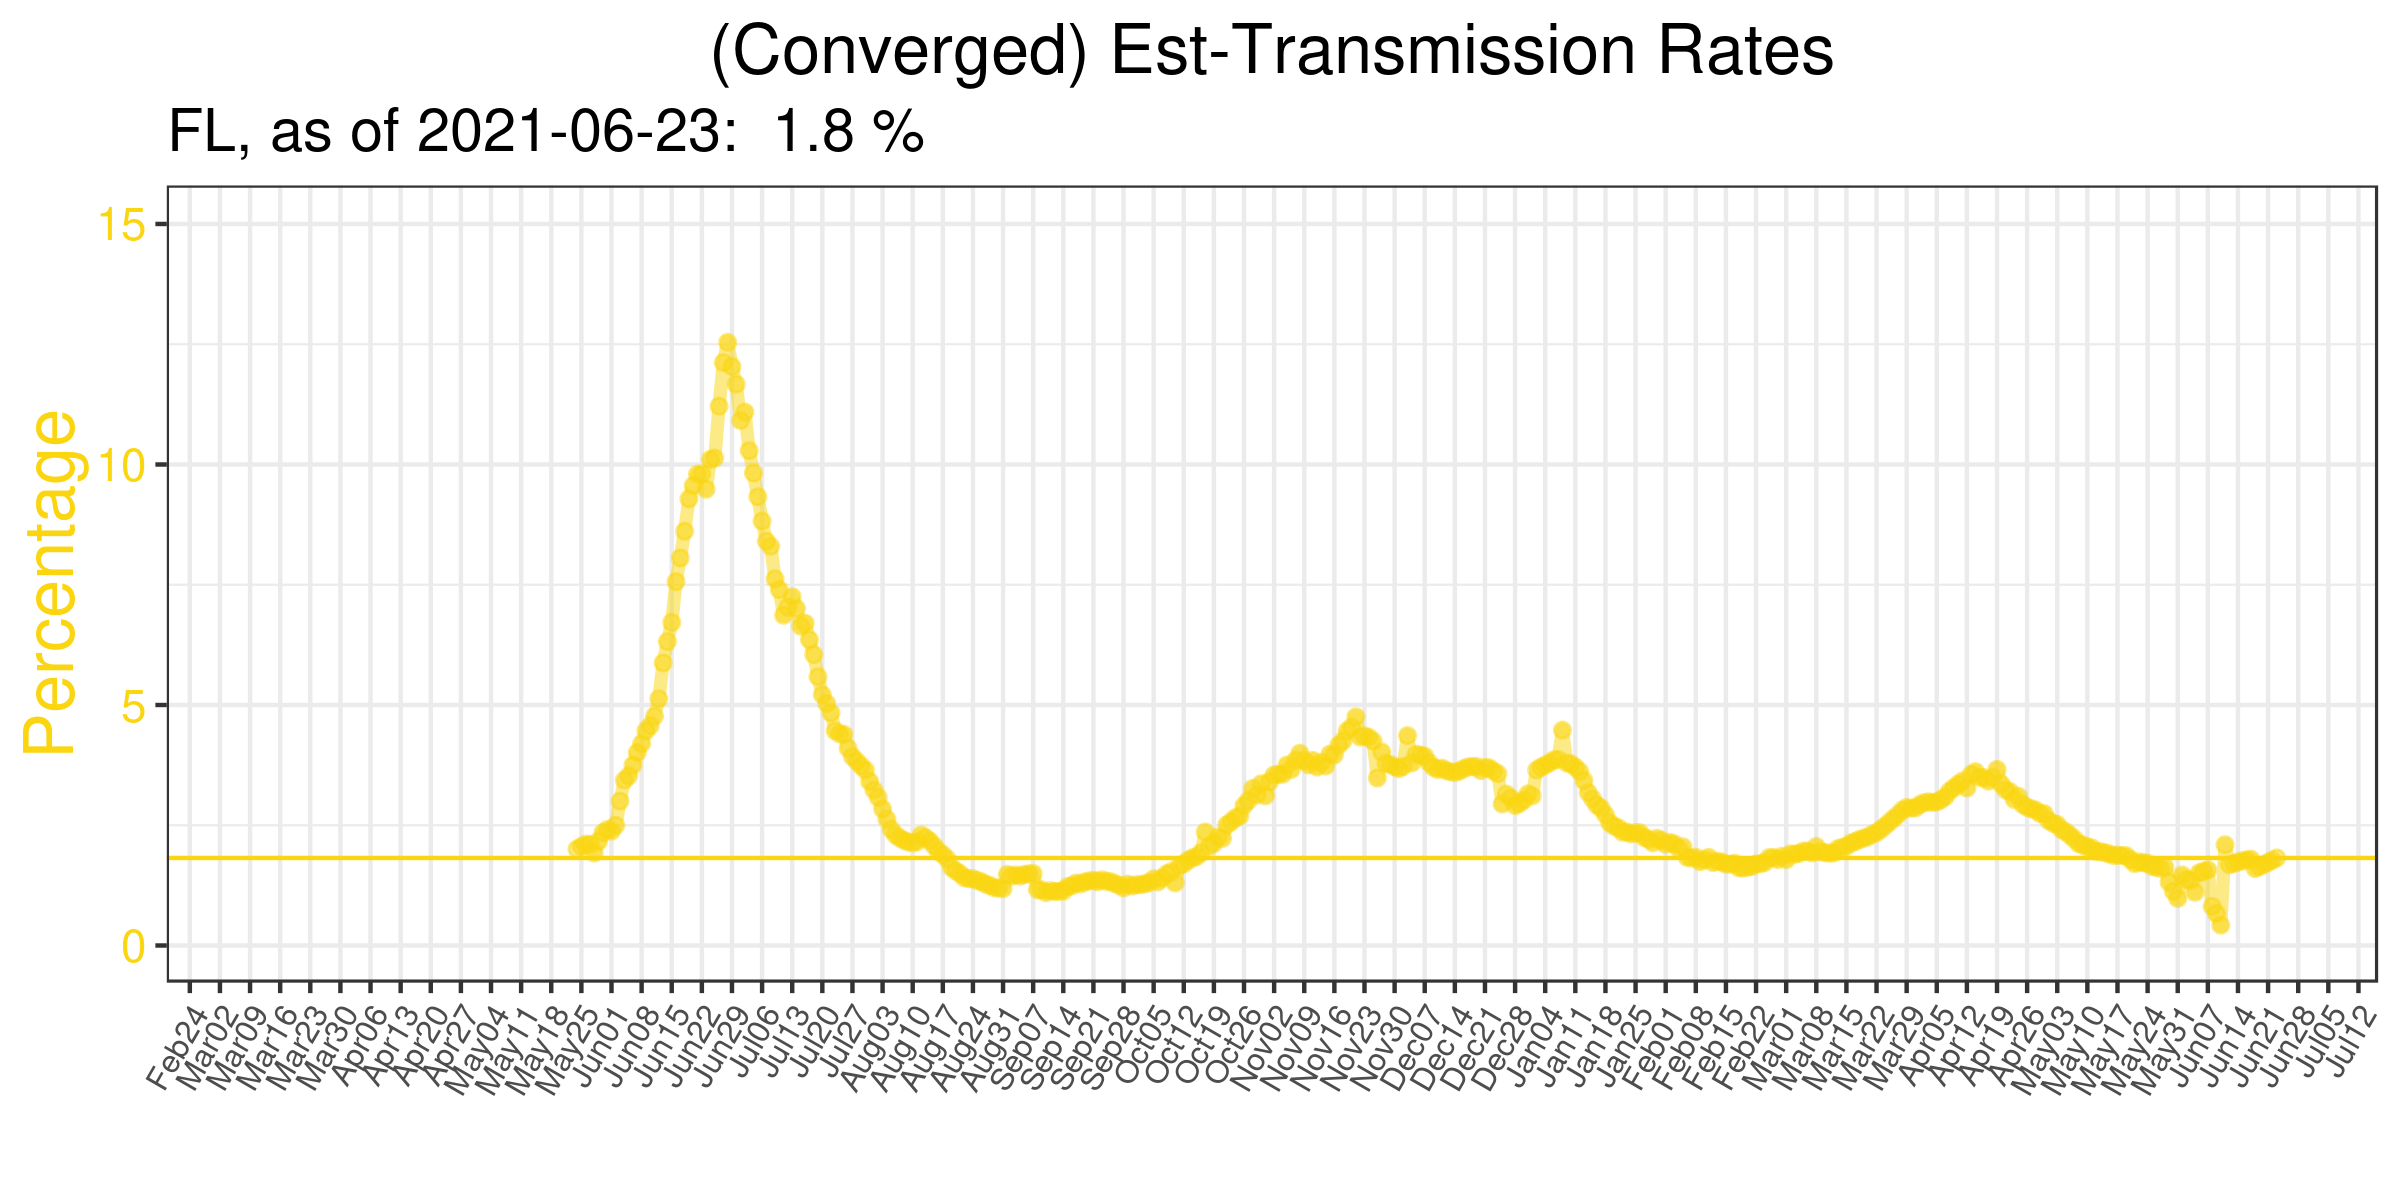 (Converged) Est-Transmission Rates
FL, as of 2021-06-23: 1.8 %
Percentage
15
10
5
0
Feb24
Mar02
Mar09
Mar16
Mar23
Mar30
Apr06
Apr13
Apr20
Apr27
May04
May11
May18
May25
Jun01
Jun08
Jun15
Jun22
Jun29
Jul06
Jul13
Jul20
Jul27
Aug03
Aug10
Aug17
Aug24
Aug31
Sep07
Sep14
Sep21
Sep28
Oct05
Oct12
Oct19
Oct26
Nov02
Nov09
Nov16
Nov23
Nov30
Dec07
Dec14
Dec21
Dec28
Jan04
Jan11
Jan18
Jan25
Feb01
Feb08
Feb15
Feb22
Mar01
Mar08
Mar15
Mar22
Mar29
Apr05
Apr12
Apr19
Apr26
May03
May10
May17
May24
May31
Jun07
Jun14
Jun21
Jun28
Jul05
Jul12